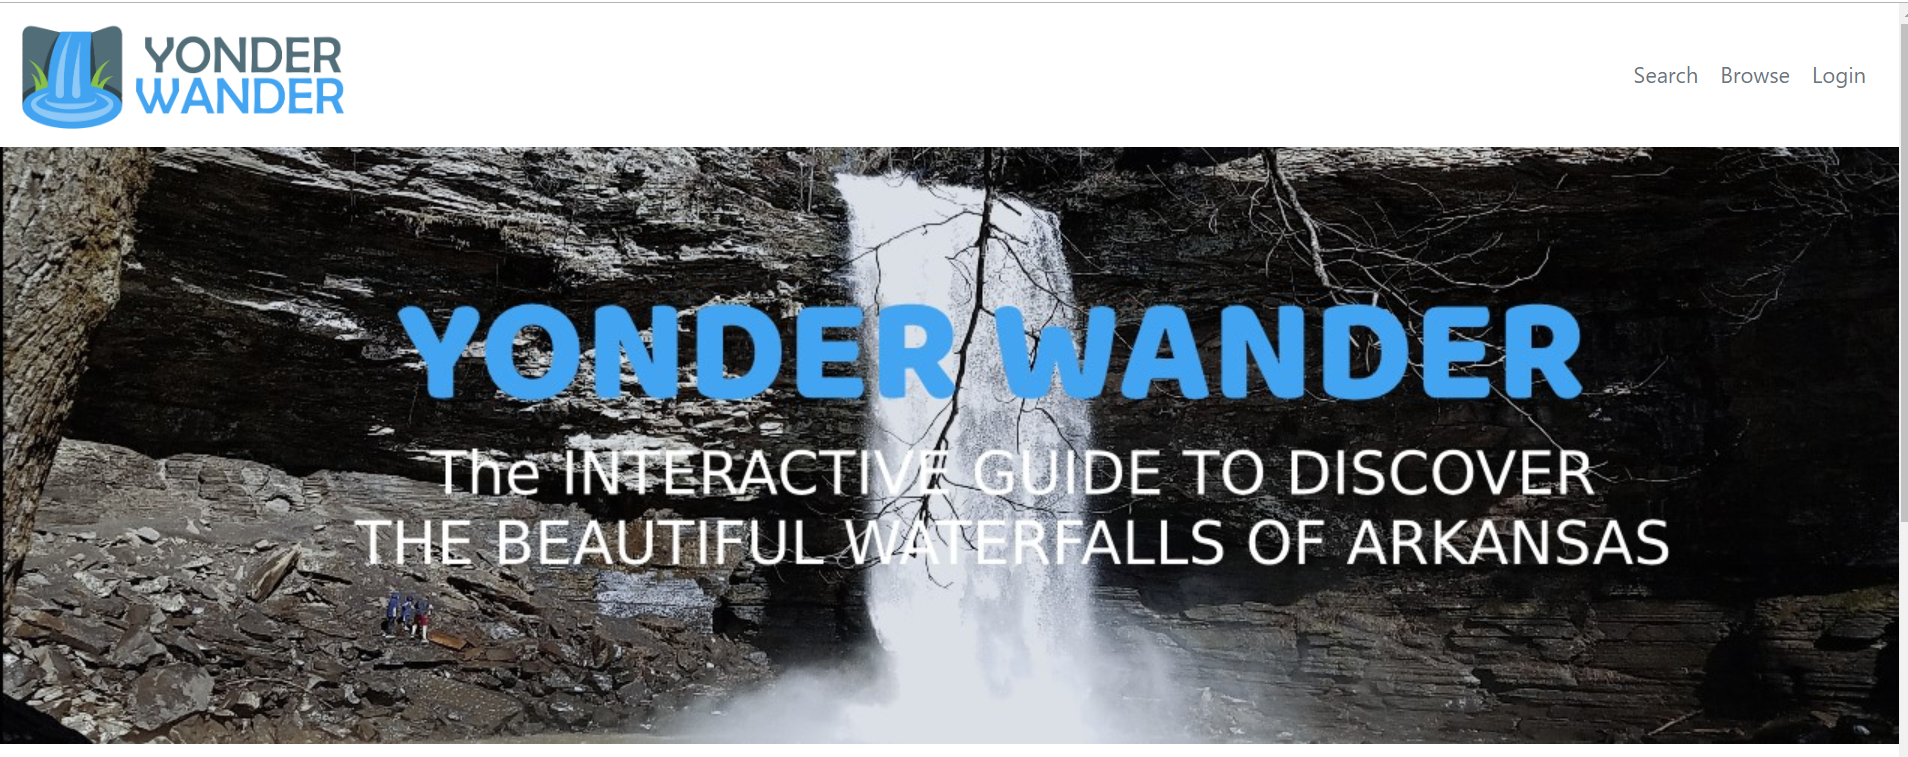 YONDER
WANDER
Search Browse Login
YONDER WANDER
The INTERACTIVE GUIDE TO DISCOVER
THE BEAUTIFUL WATERFALLS OF ARKANSAS